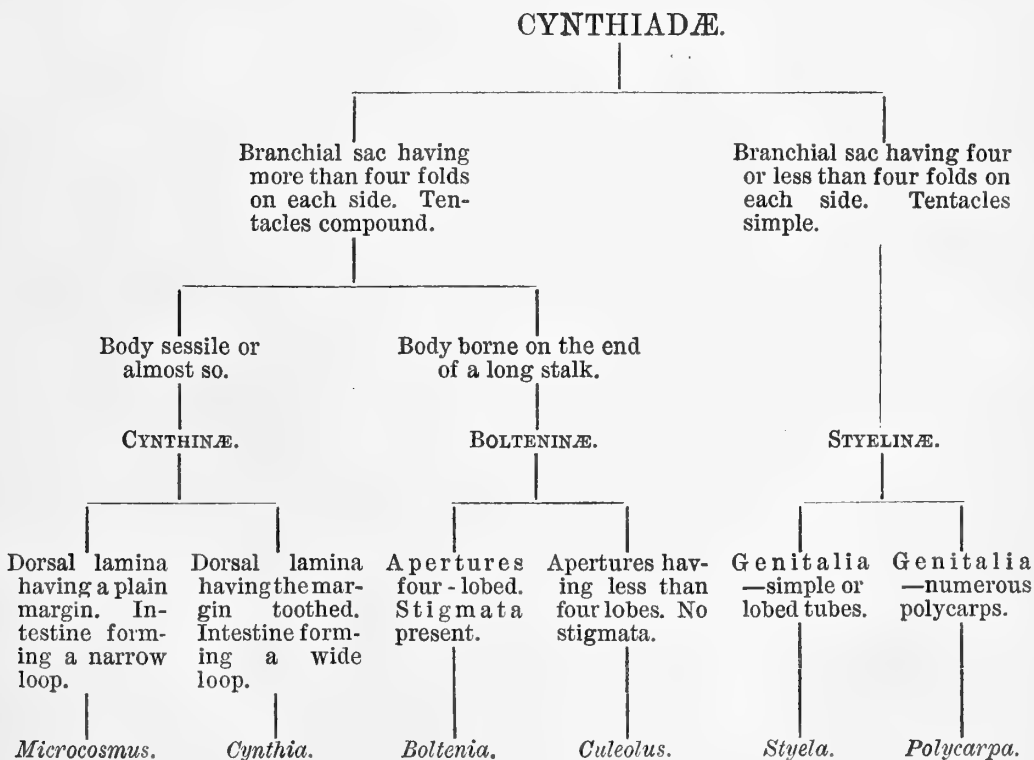 CYNTHIADÆ.
Branchial sac having
more than four folds
on each side. Ten-
tacles compound.
Branchial sac having four
or less than four folds on
each side. Tentacles
simple.
Body sessile or
almost so.
Body borne on the end
of a long stalk.
CYNTHINÆ.
BOLTENINÆ.
STYELINÆ.
Dorsal lamina
having a plain
margin. In-
testine form-
ing a narrow
loop.
Dorsal lamina
having the mar-
gin toothed.
Intestine form-
ing a wide
loop.
Apertures
four-lobed.
Stigmata
present.
Apertures hav-
ing less than
four lobes. No
stigmata.
Genitalia
—simple or
lobed tubes.
Genitalia
—numerous
polycarps.
Microcosmus.
Cynthia.
Boltenia.
Culeolus.
Styela.
Polycarpa.